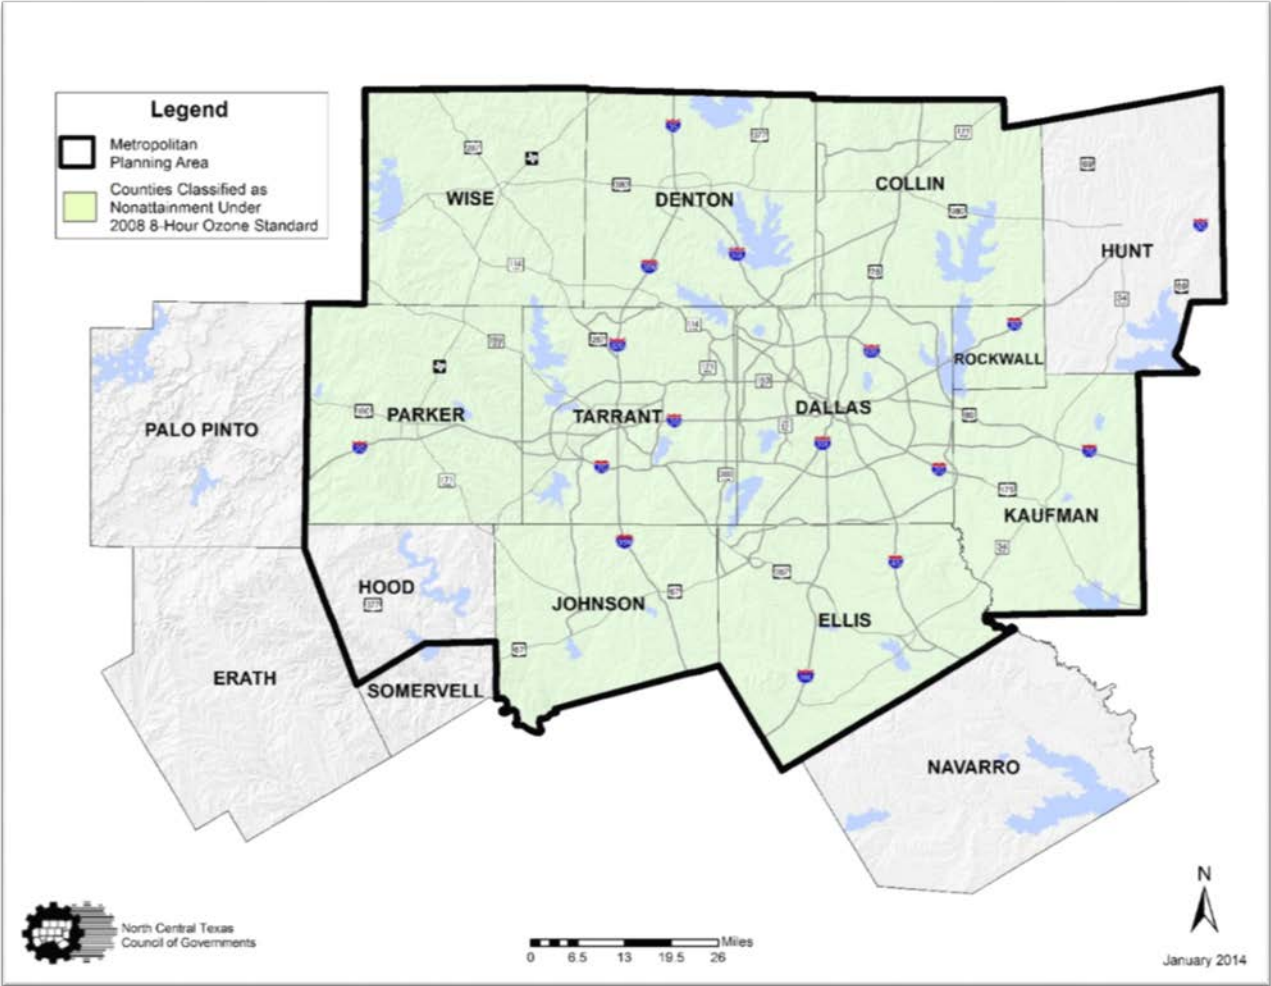 Legend
Metropolitan
Planning Area
Counties Classified as
Nonattainment Under
2008 8-Hour Ozone Standard
WISE
DENTON
COLLIN
HUNT
ROCKWALL
PALO PINTO
PARKER
TARRANT
DALLAS
KAUFMAN
HOOD
JOHNSON
ELLIS
ERATH
SOMERVELL
NAVARRO
N
North Central Texas
Council of Governments
Miles
0 6.5 13 19.5 26
January 2014